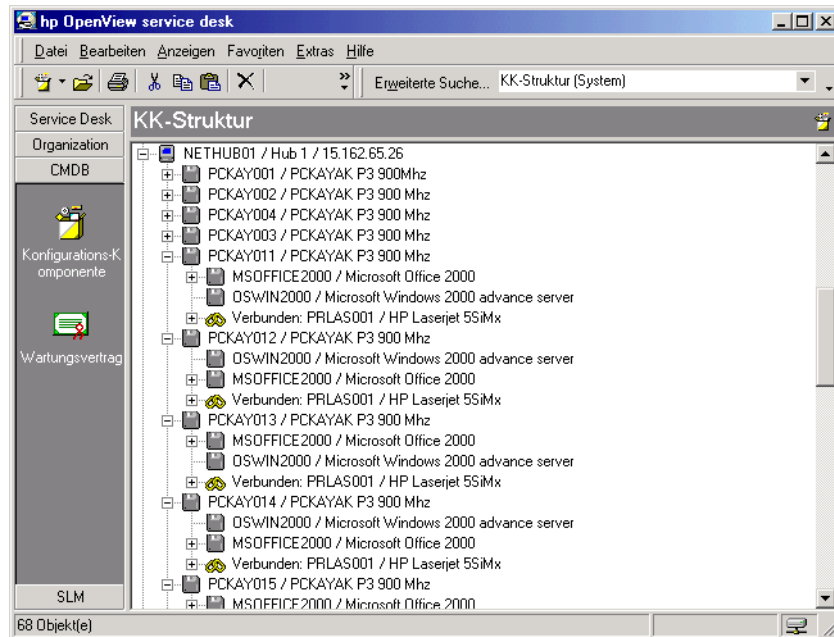 hp OpenView service desk
Datei Bearbeiten Anzeigen Favoriten Extras Hilfe
Erweiterte Suche... KK-Struktur (System)
Service Desk
Organization
CMDB
Konfigurations-K
omponente
Wartungsvertrag
SLM
KK-Struktur
NETHUB01 / Hub 1 / 15.162.65.26
PCKAY001 / PCKAYAK P3 900Mhz
PCKAY002 / PCKAYAK P3 900 Mhz
PCKAY004 / PCKAYAK P3 900 Mhz
PCKAY003 / PCKAYAK P3 900 Mhz
PCKAY011 / PCKAYAK P3 900 Mhz
MSOFFICE2000 / Microsoft Office 2000
OSWIN2000 / Microsoft Windows 2000 advance server
Verbunden: PRLAS001 / HP Laserjet 5SiMx
PCKAY012 / PCKAYAK P3 900 Mhz
OSWIN2000 / Microsoft Windows 2000 advance server
MSOFFICE2000 / Microsoft Office 2000
Verbunden: PRLAS001 / HP Laserjet 5SiMx
PCKAY013 / PCKAYAK P3 900 Mhz
MSOFFICE2000 / Microsoft Office 2000
OSWIN2000 / Microsoft Windows 2000 advance server
Verbunden: PRLAS001 / HP Laserjet 5SiMx
PCKAY014 / PCKAYAK P3 900 Mhz
OSWIN2000 / Microsoft Windows 2000 advance server
MSOFFICE2000 / Microsoft Office 2000
Verbunden: PRLAS001 / HP Laserjet 5SiMx
PCKAY015 / PCKAYAK P3 900 Mhz
MSOFFICE2000 / Microsoft Office 2000
68 Objekt(e)